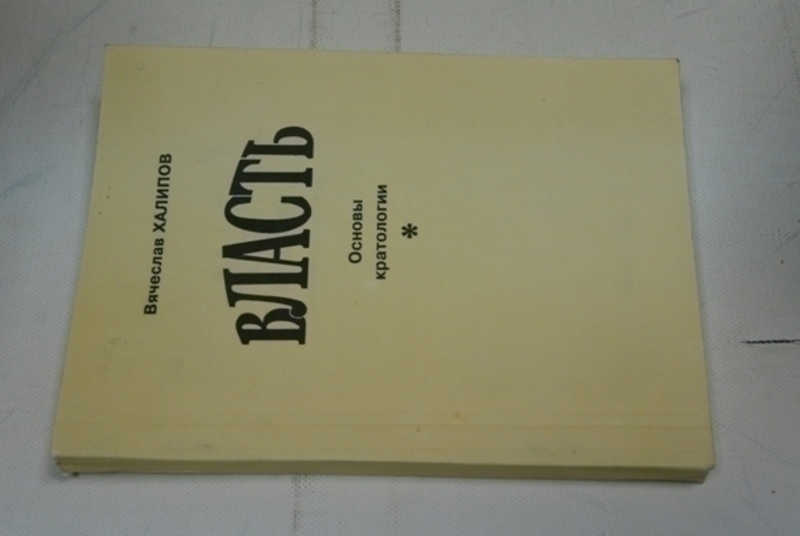 Вячеслав ХАЛИПОВ
ВЛАСТЬ
Основы
кратологии
*